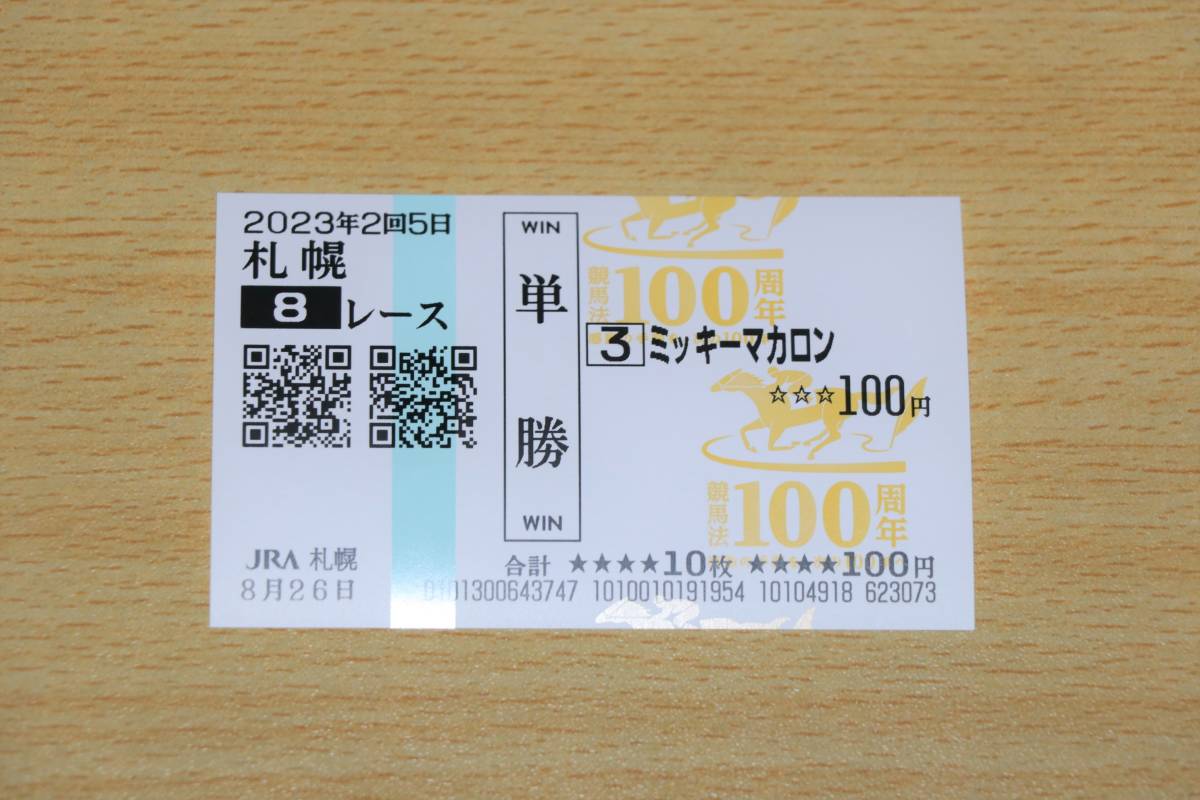 2023年2回5日
札幌
8レース
WIN
単勝
WIN
競馬法100周年
3ミッキーマカロン
☆☆☆100円
競馬法100周年
JRA 札幌
8月26日
合計 ★★★★10枚 ★★★★100円
0101300643747 1010010191954 10104918 623073